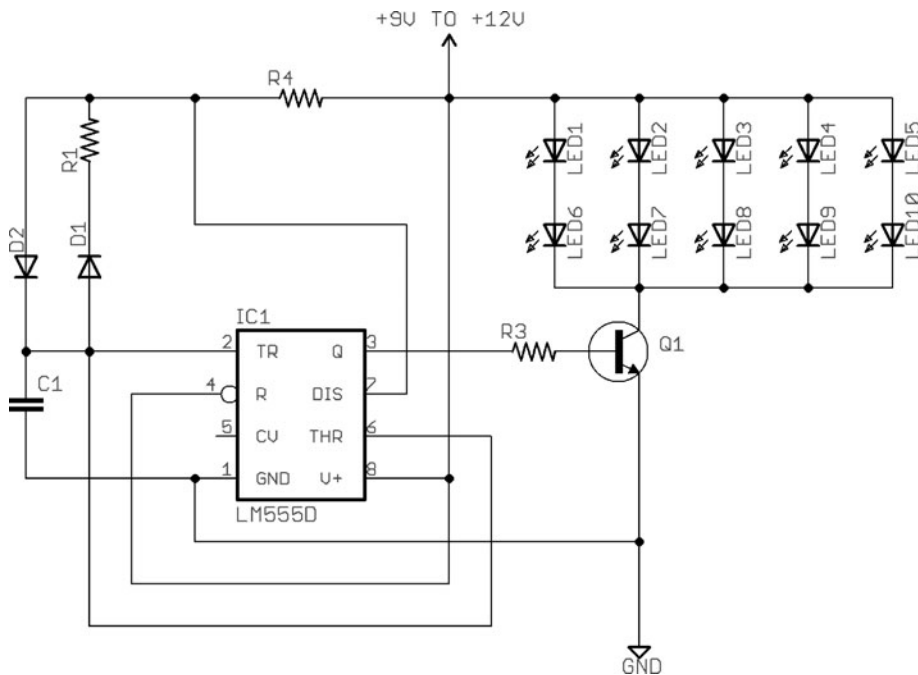 +9V TO +12V
R4
R1
D2
D1
LED1
LED2
LED3
LED4
LED5
LED6
LED7
LED8
LED9
LED10
IC1
2
TR
Q
3
4
R
DIS
7
5
CV
THR
6
1
GND
V+
8
LM555D
C1
R3
Q1
GND